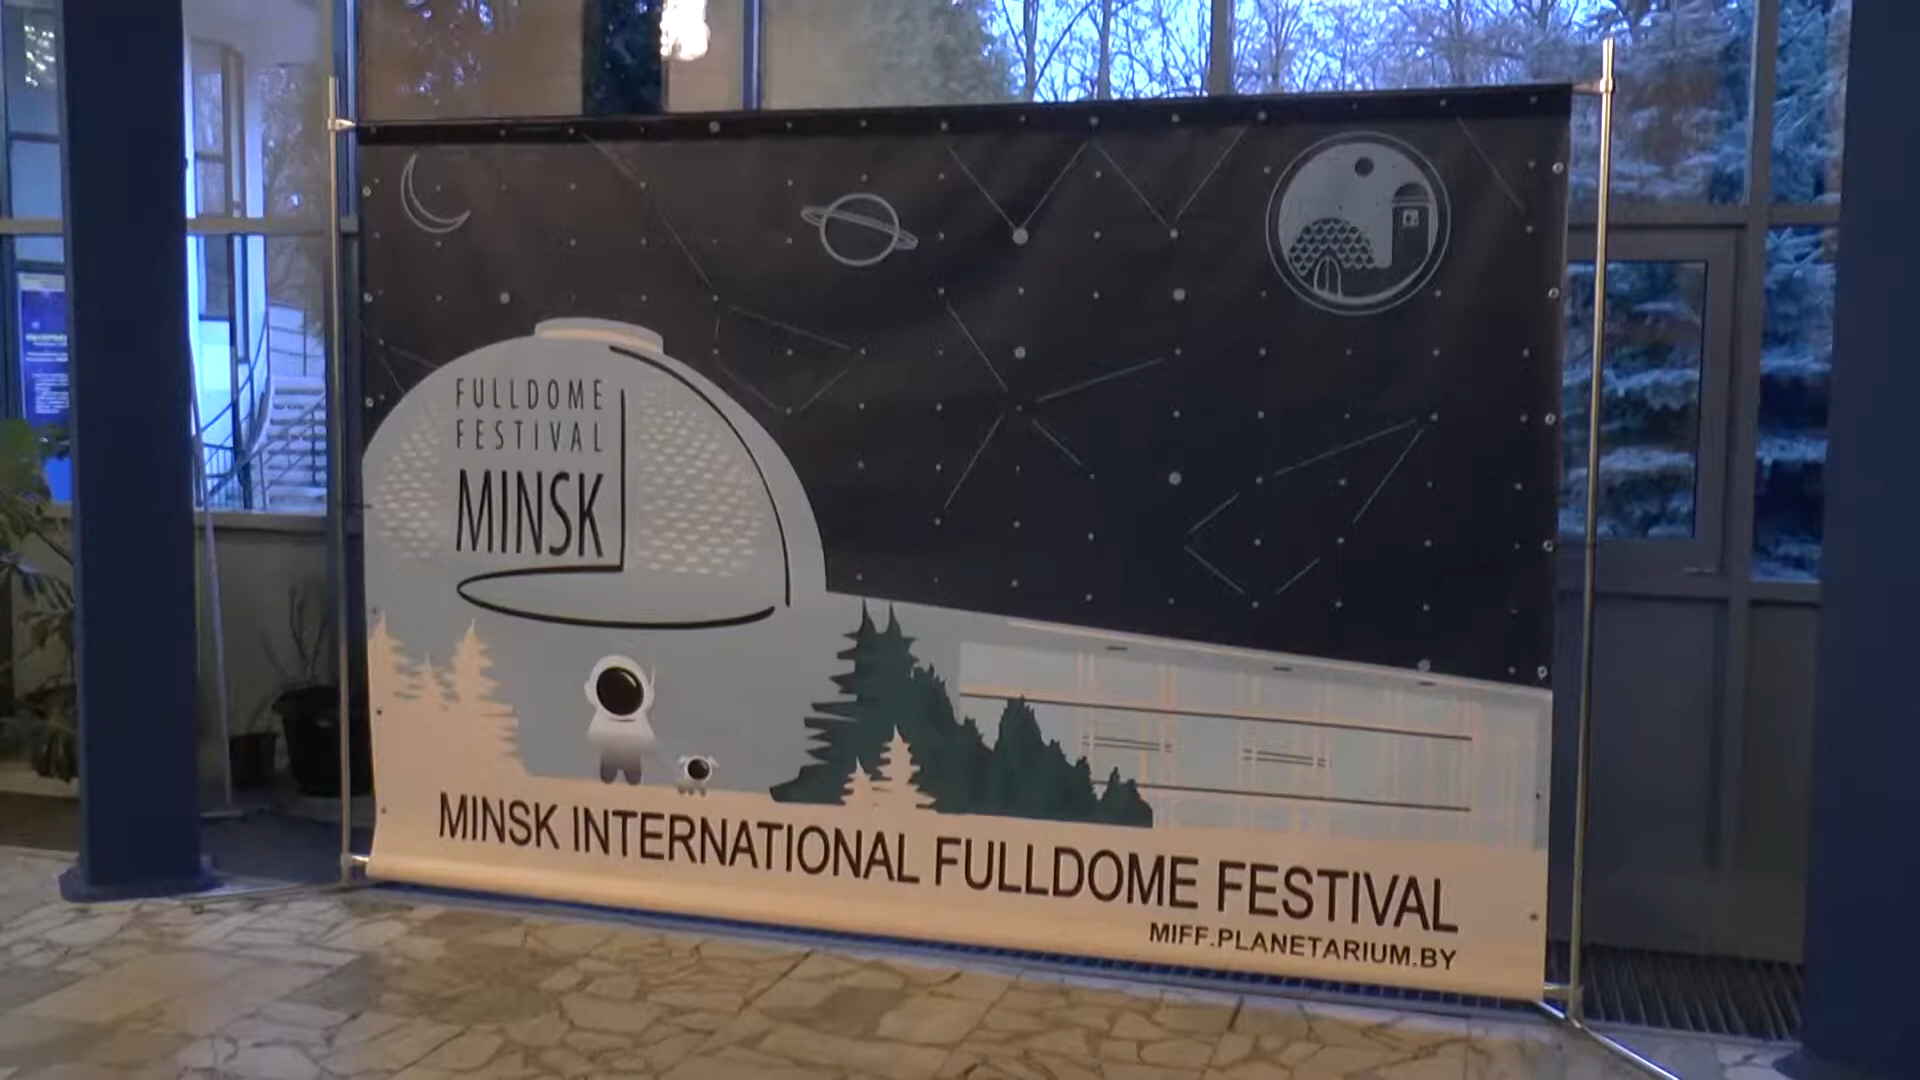 FULLDOME
FESTIVAL
MINSK
MINSK INTERNATIONAL FULLDOME FESTIVAL
MIFF.PLANETARIUM.BY